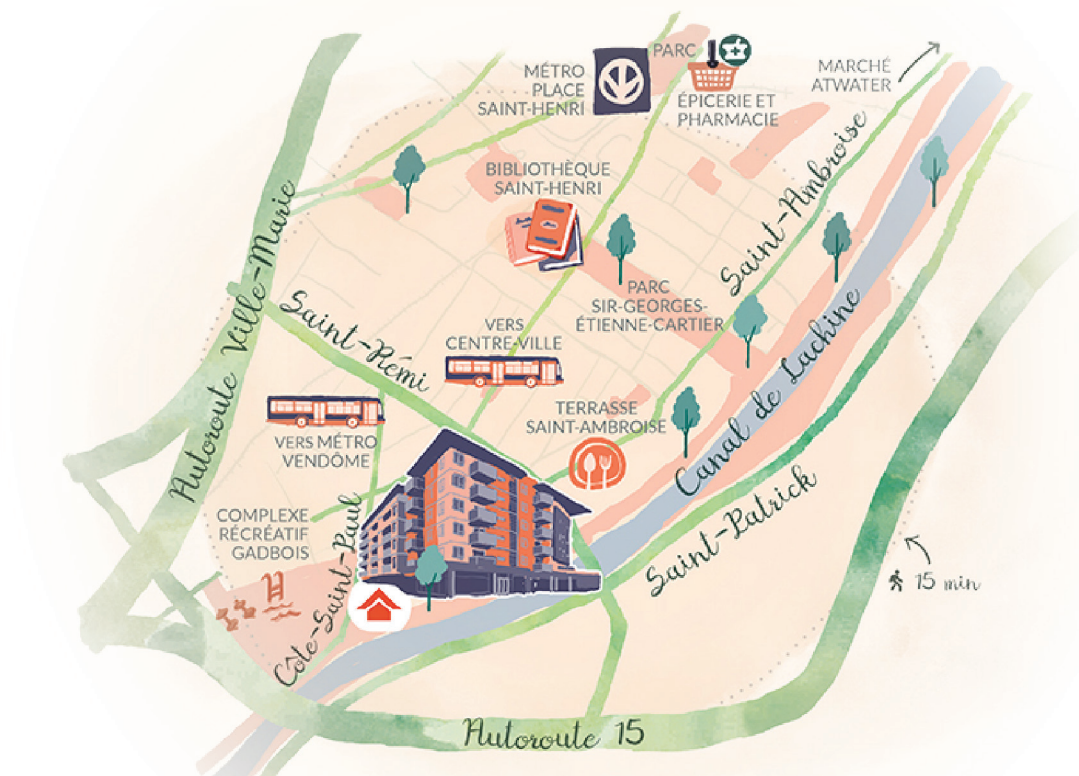 PARC
MÉTRO
PLACE
SAINT-HENRI
ÉPICERIE ET
PHARMACIE
MARCHÉ
ATWATER
BIBLIOTHÈQUE
SAINT-HENRI
Saint-Ambroise
Autoroute Ville-Marie
PARC
SIR-GEORGES-
ÉTIENNE-CARTIER
Saint-Rémi
VERS
CENTRE-VILLE
Canal de Lachine
TERRASSE
SAINT-AMBROISE
VERS MÉTRO
VENDÔME
Saint-Patrick
COMPLEXE
RÉCRÉATIF
GADBOIS
Côte-Saint-Paul
15 min
Autoroute 15